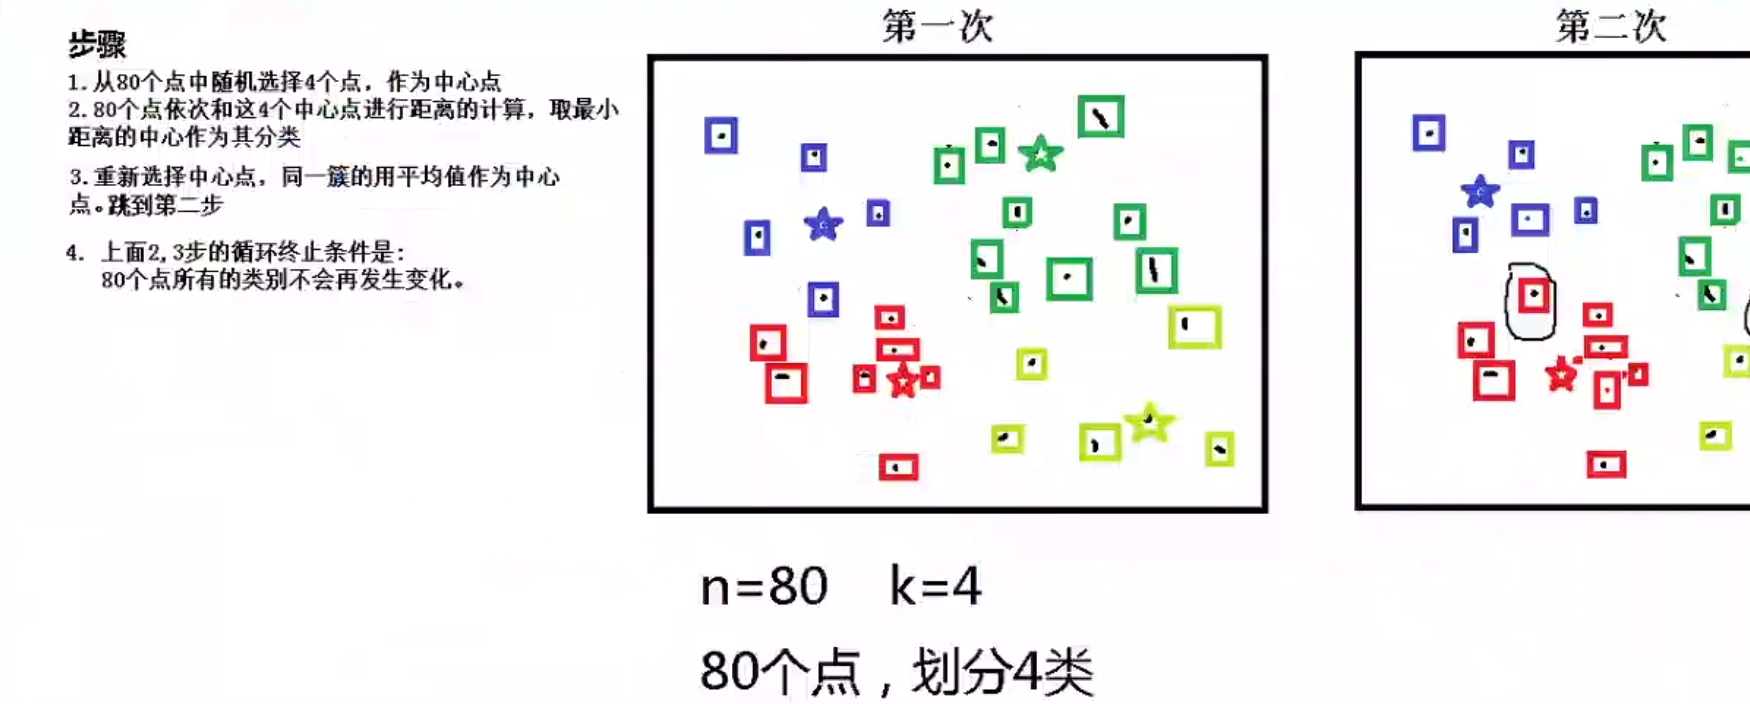 步骤
1.从80个点中随机选择4个点，作为中心点
2.80个点依次和这4个中心点进行距离的计算，取最小
距离的中心作为其分类
3.重新选择中心点，同一簇的用平均值作为中心
点。跳到第二步
4. 上面2,3步的循环终止条件是：
80个点所有的类别不会再发生变化。
第一次
第二次
n=80 k=4
80个点，划分4类